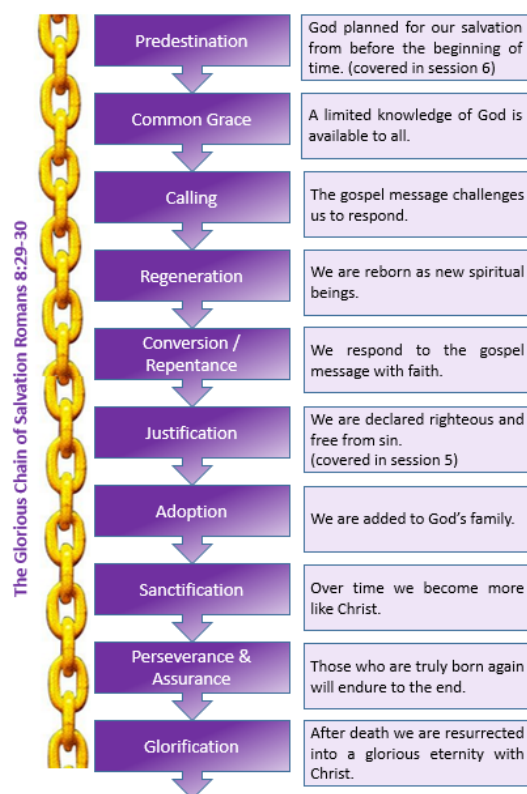 The Glorious Chain of Salvation Romans 8:29-30
Predestination
God planned for our salvation
from before the beginning of
time. (covered in session 6)
Common Grace
A limited knowledge of God is
available to all.
Calling
The gospel message challenges
us to respond.
Regeneration
We are reborn as new spiritual
beings.
Conversion /
Repentance
We respond to the gospel
message with faith.
Justification
We are declared righteous and
free from sin.
(covered in session 5)
Adoption
We are added to God’s family.
Sanctification
Over time we become more
like Christ.
Perseverance &
Assurance
Those who are truly born again
will endure to the end.
Glorification
After death we are resurrected
into a glorious eternity with
Christ.